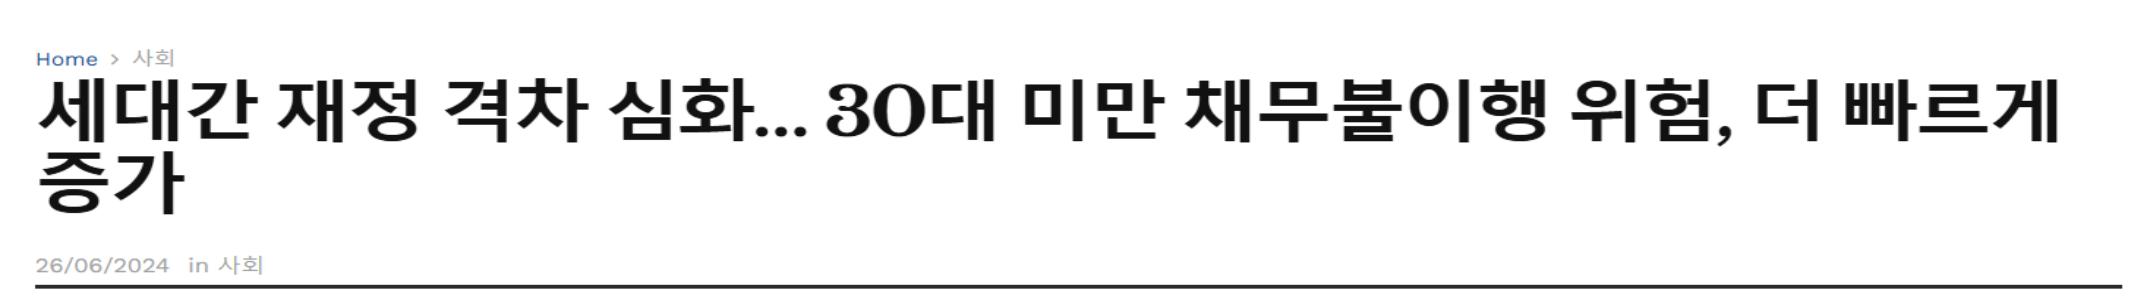 Home > 사회
세대간 재정 격차 심화... 30대 미만 채무불이행 위험, 더 빠르게
증가
26/06/2024 in 사회